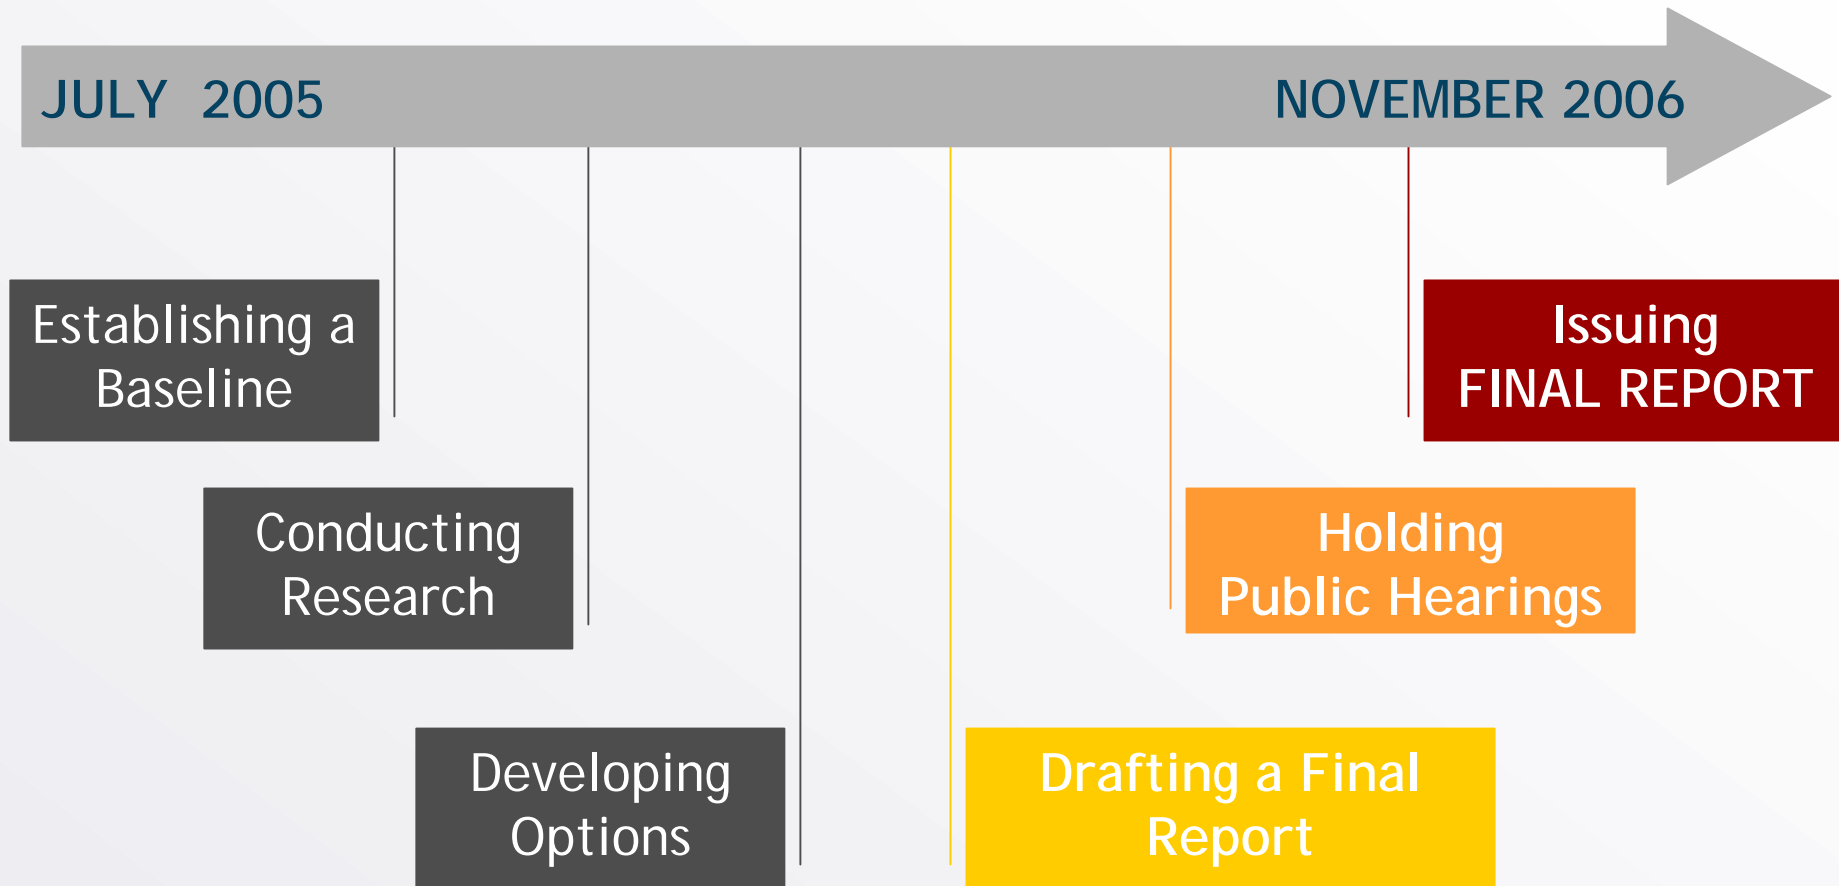 JULY 2005
NOVEMBER 2006
Establishing a
Baseline
Issuing
FINAL REPORT
Conducting
Research
Holding
Public Hearings
Developing
Options
Drafting a Final
Report